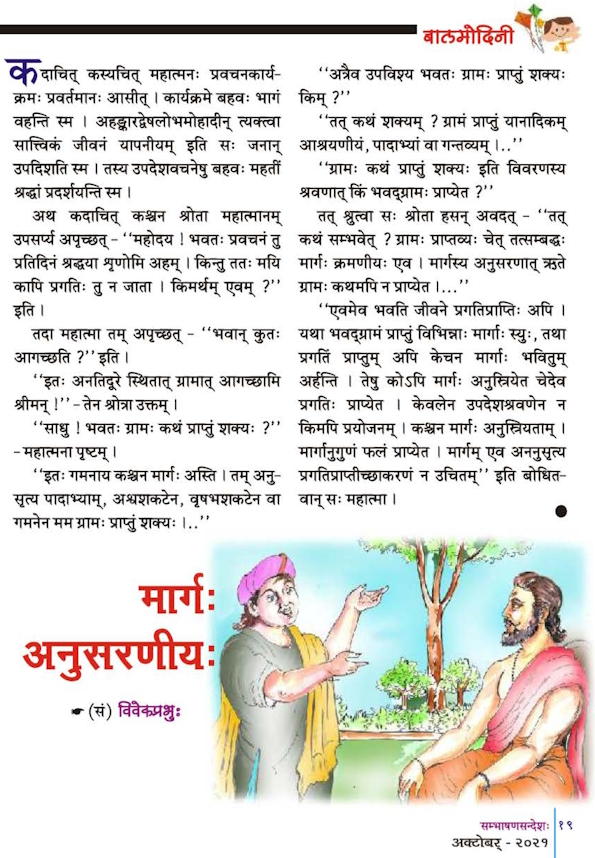 बालमोदिनी
कदाचित् कस्यचित् महात्मनः प्रवचनकार्य-
क्रमः प्रवर्तमानः आसीत् । कार्यक्रमे बहवः भागं
वहन्ति स्म । अहङ्कारद्वेषलोभमोहादीन् त्यक्त्वा
सात्त्विकं जीवनं यापनीयम् इति सः जनान्
उपदिशति स्म । तस्य उपदेशवचनेषु बहवः महतीं
श्रद्धां प्रदर्शयन्ति स्म ।
अथ कदाचित् कश्चन श्रोता महात्मानम्
उपसर्प्य अपृच्छत् - ‘‘महोदय ! भवतः प्रवचनं तु
प्रतिदिनं श्रद्धया शृणोमि अहम् । किन्तु ततः मयि
कापि प्रगतिः तु न जाता । किमर्थम् एवम् ?’’
इति ।
तदा महात्मा तम् अपृच्छत् - ‘‘भवान् कुतः
आगच्छति ?’’ इति ।
‘‘इतः अनतिदूरे स्थितात् ग्रामात् आगच्छामि
श्रीमन् !’’ - तेन श्रोत्रा उक्तम् ।
‘‘साधु ! भवतः ग्रामः कथं प्राप्तुं शक्यः ?’’
- महात्मना पृष्टम् ।
‘‘इतः गमनाय कश्चन मार्गः अस्ति । तम् अनु-
सृत्य पादाभ्याम्, अश्वशकटेन, वृषभशकटेन वा
गमनेन मम ग्रामः प्राप्तुं शक्यः ।..’’
‘‘अत्रैव उपविश्य भवतः ग्रामः प्राप्तुं शक्यः
किम् ?’’
‘‘तत् कथं शक्यम् ? ग्रामं प्राप्तुं यानादिकम्
आश्रयणीयं, पादाभ्यां वा गन्तव्यम् ।..’’
‘‘ग्रामः कथं प्राप्तुं शक्यः इति विवरणस्य
श्रवणात् किं भवद्ग्रामः प्राप्येत ?’’
तत् श्रुत्वा सः श्रोता हसन् अवदत् - ‘‘तत्
कथं सम्भवेत् ? ग्रामः प्राप्तव्यः चेत् तत्सम्बद्धः
मार्गः क्रमणीयः एव । मार्गस्य अनुसरणात् ऋते
ग्रामः कथमपि न प्राप्येत ।...’’
‘‘एवमेव भवति जीवने प्रगतिप्राप्तिः अपि ।
यथा भवद्ग्रामं प्राप्तुं विभिन्नाः मार्गाः स्युः, तथा
प्रगतिं प्राप्तुम् अपि केचन मार्गाः भवितुम्
अर्हन्ति । तेषु कोऽपि मार्गः अनुस्रियेत चेदेव
प्रगतिः प्राप्येत । केवलेन उपदेशश्रवणेन न
किमपि प्रयोजनम् । कश्चन मार्गः अनुस्रियताम् ।
मार्गानुगुणं फलं प्राप्येत । मार्गम् एव अननुसृत्य
प्रगतिप्राप्तीच्छाकरणं न उचितम्’’ इति बोधित-
वान् सः महात्मा ।
मार्गः
अनुसरणीयः
☛ (सं) विवेकप्रभुः
सम्भाषणसन्देशः १९
अक्टोबर् - २०२१